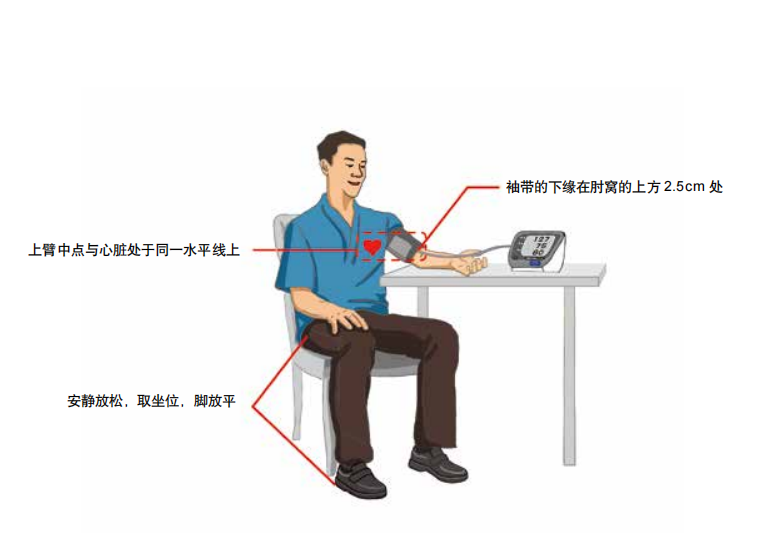 袖带的下缘在肘窝的上方 2.5cm 处
127
上臂中点与心脏处于同一水平线上
安静放松，取坐位，脚放平